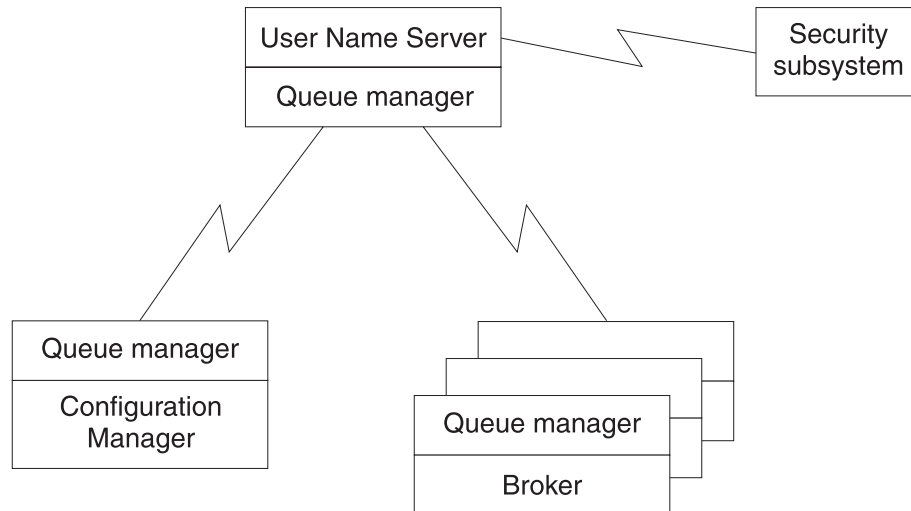 User Name Server
Queue manager
Security
subsystem
Queue manager
Configuration
Manager
Queue manager
Broker